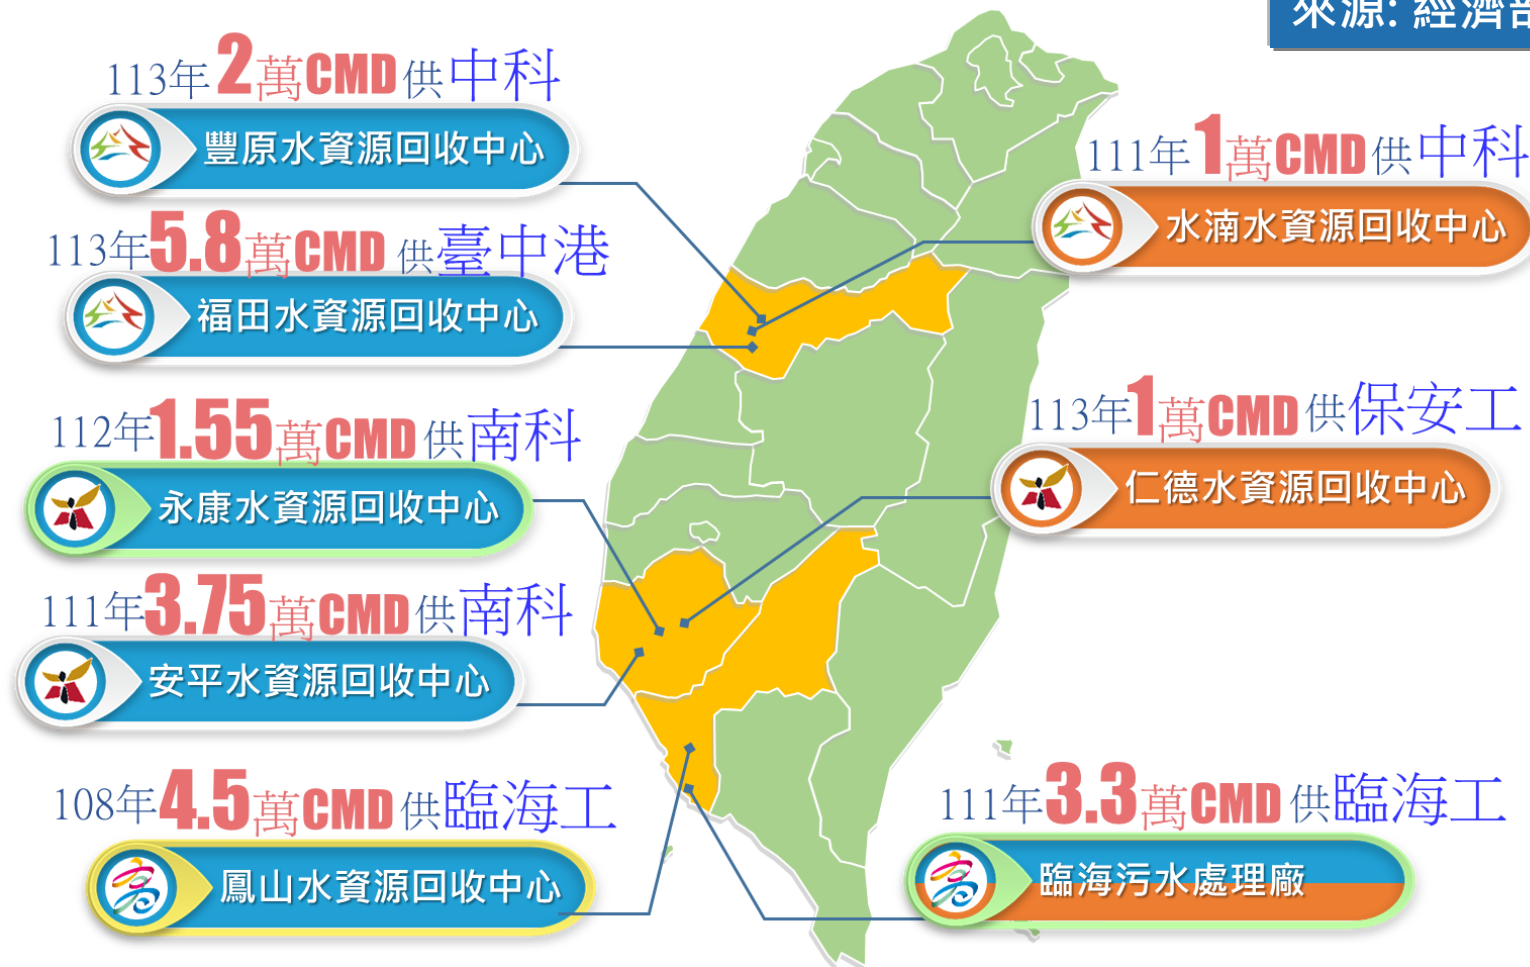 來源: 經濟部
113年2萬CMD供中科
豐原水資源回收中心
111年1萬CMD供中科
水湳水資源回收中心
113年5.8萬CMD 供臺中港
福田水資源回收中心
112年1.55萬CMD供南科
永康水資源回收中心
113年1萬CMD供保安工
仁德水資源回收中心
111年3.75萬CMD供南科
安平水資源回收中心
108年4.5萬CMD供臨海工
鳳山水資源回收中心
111年3.3萬CMD供臨海工
臨海污水處理廠